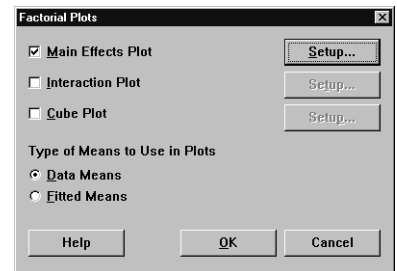 Factorial Plots
Main Effects Plot
Setup...
Interaction Plot
Setup...
Cube Plot
Setup...
Type of Means to Use in Plots
Data Means
Fitted Means
Help
OK
Cancel